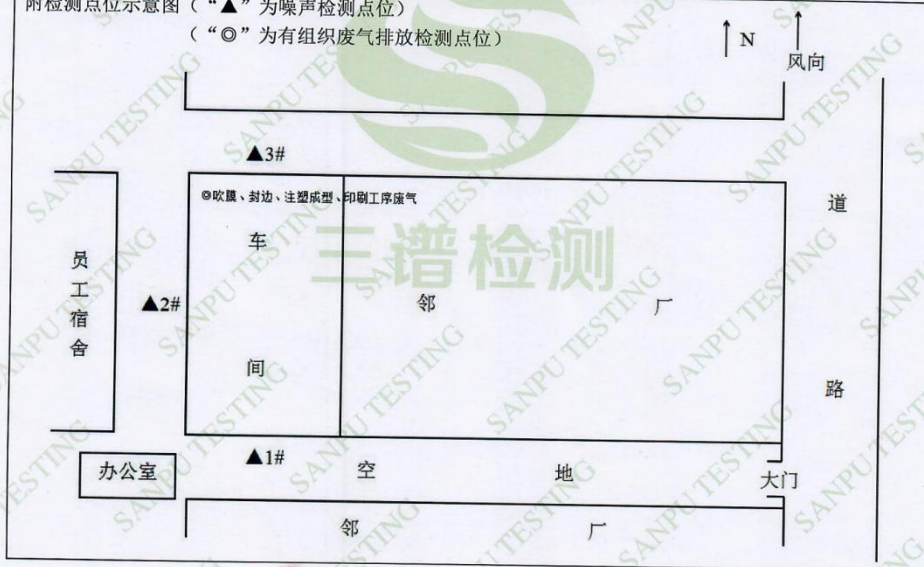 附检测点位示意图（“▲”为噪声检测点位）
（“◎”为有组织废气排放检测点位）
N
风向
▲3#
◎吹膜、封边、注塑成型、印刷工序废气
道
车
三谱检测
员
工
宿
舍
▲2#
邻 厂
间
路
办公室
▲1#
空 地
大门
邻 厂
SANPU TESTING